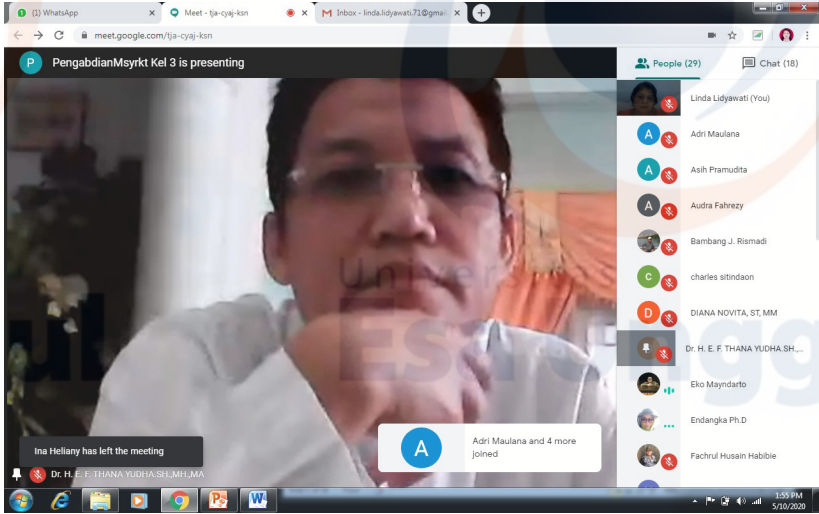 (1) WhatsApp
Meet - tja-cyaj-ksn
Inbox - linda.lidyawati.71@gmail
meet.google.com/tja-cyaj-ksn
P PengabdianMsyrkt Kel 3 is presenting
People (29)
Chat (18)
Linda Lidyawati (You)
A Adri Maulana
A Asih Pramudita
A Audra Fahrezy
Bambang J. Rismadi
C charles sitindaon
D DIANA NOVITA, ST, MM
Dr. H. E. F. THANA YUDHA.SH.,...
Eko Mayndarto
Endangka Ph.D
Fachrul Husain Habibie
Esa Ungg
Ina Heliany has left the meeting
A Adri Maulana and 4 more
joined
Dr. H. E. F. THANA YUDHA.SH.,MH.,MA
1:55 PM
5/10/2020